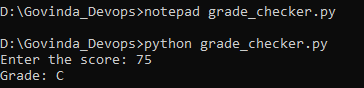 D:\Govinda_Devops>notepad grade_checker.py
D:\Govinda_Devops>python grade_checker.py
Enter the score: 75
Grade: C